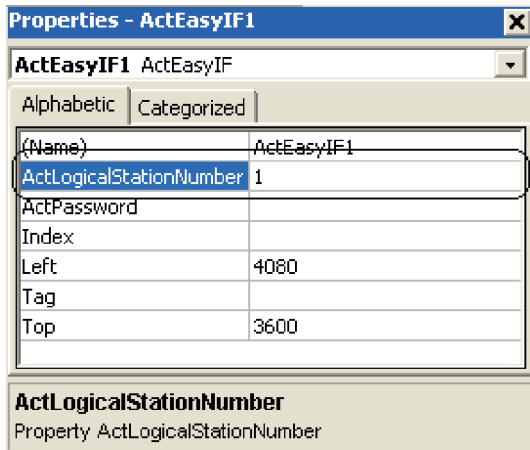 Properties - ActEasyIF1
ActEasyIF1 ActEasyIF
Alphabetic Categorized
(Name) ActEasyIF1
ActLogicalStationNumber 1
ActPassword
Index
Left 4080
Tag
Top 3600
ActLogicalStationNumber
Property ActLogicalStationNumber